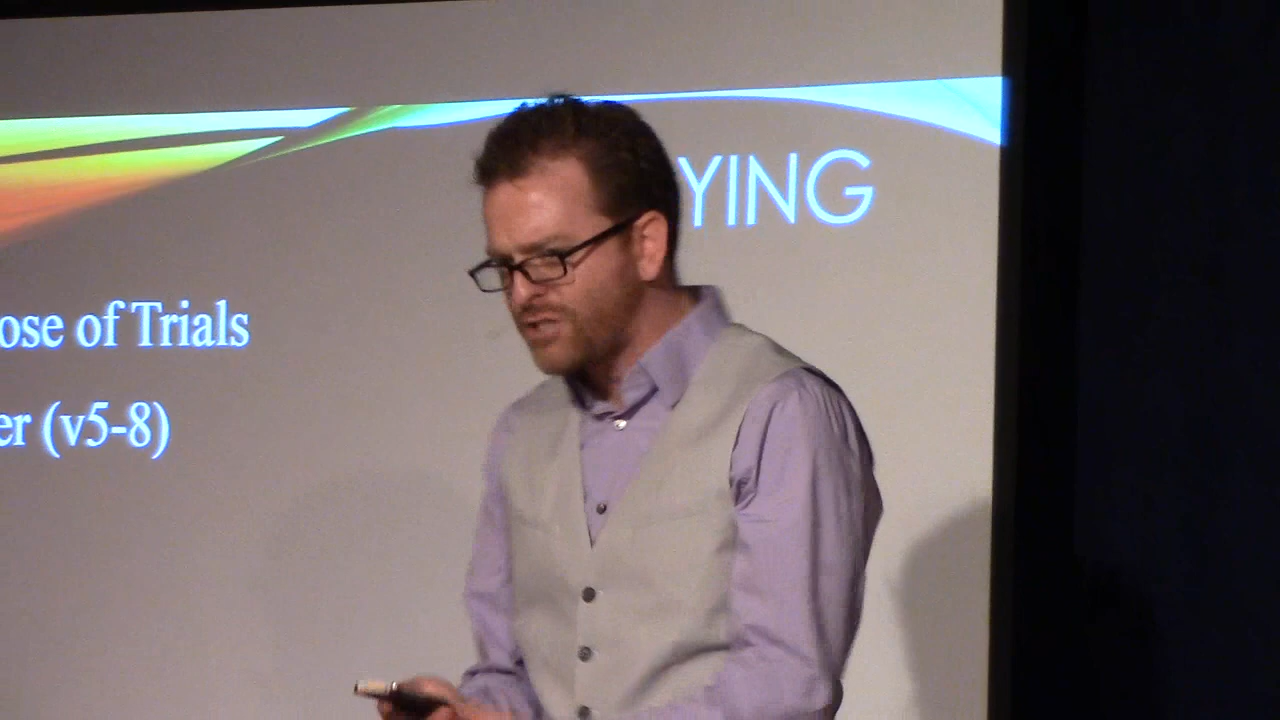 YING
ose of Trials
er (v5-8)